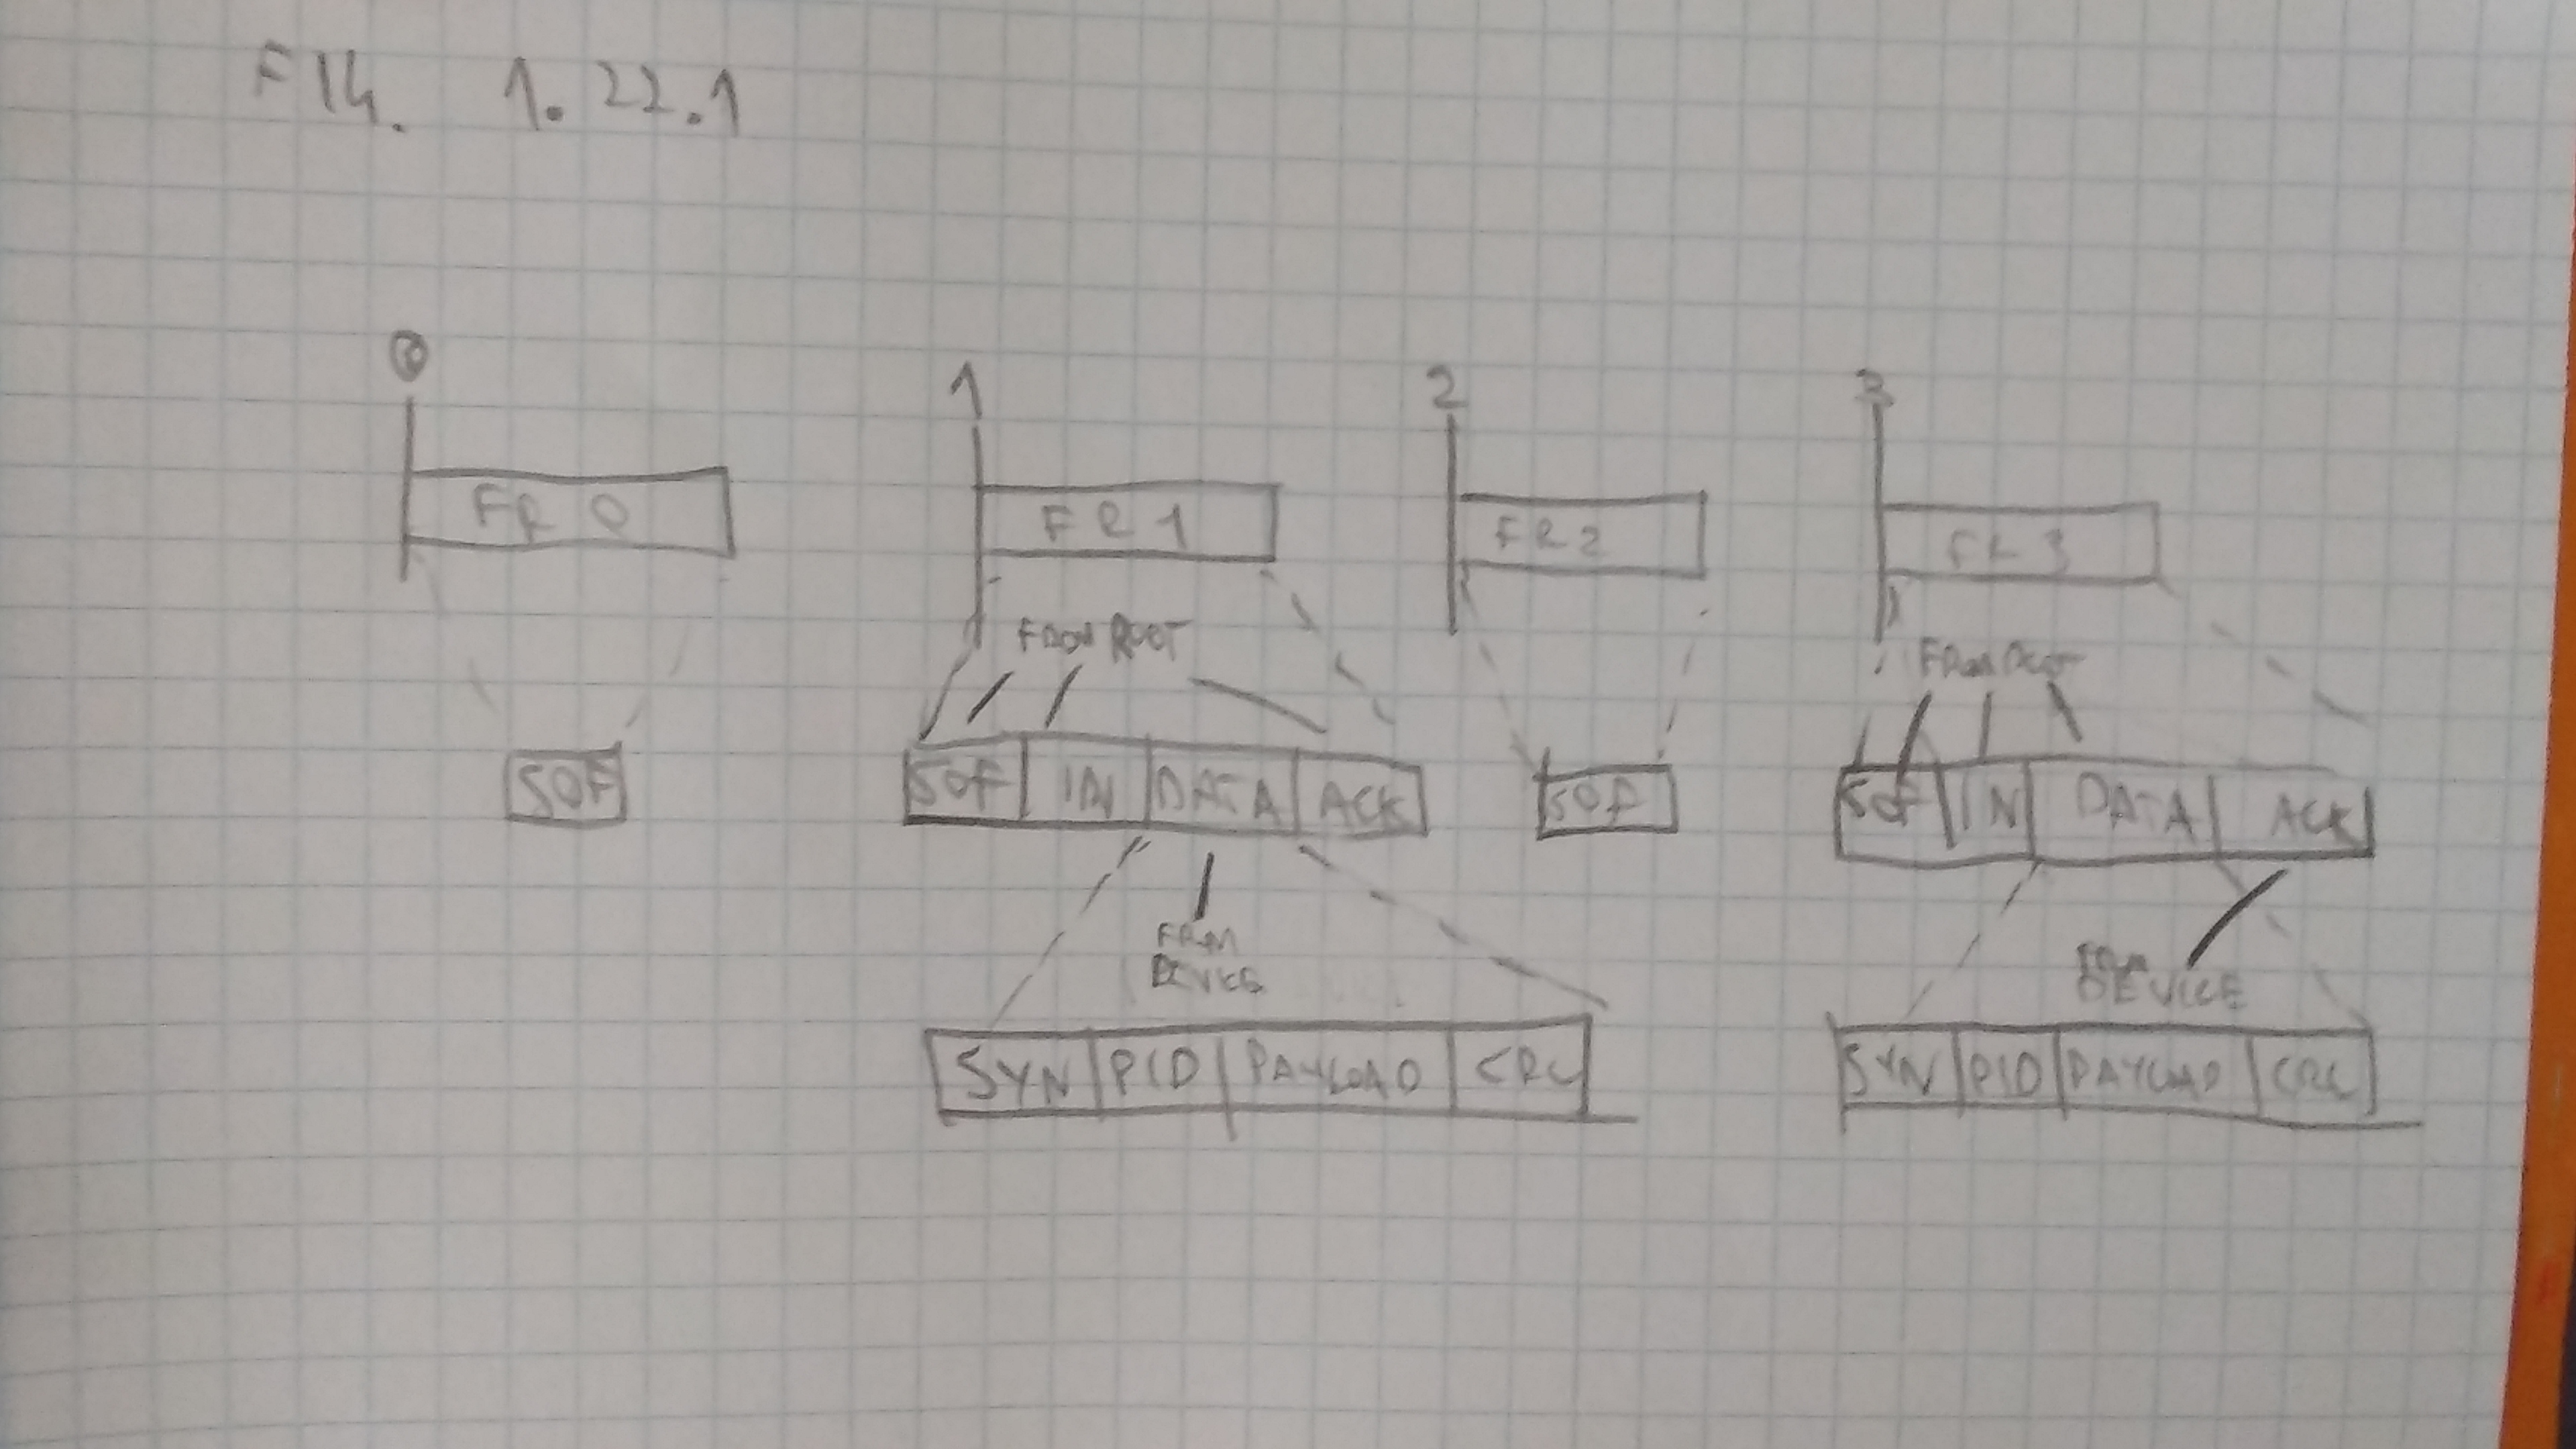 FIG. 1.22.1
0 1 2 3
FR 0 FR 1 FR 2 FR 3
FROM ROOT FROM ROOT
SOF SOF IN DATA ACK SOF SOF IN DATA ACK
FROM
DEVICE
FROM
DEVICE
SYN PID PAYLOAD CRC SYN PID PAYLOAD CRC